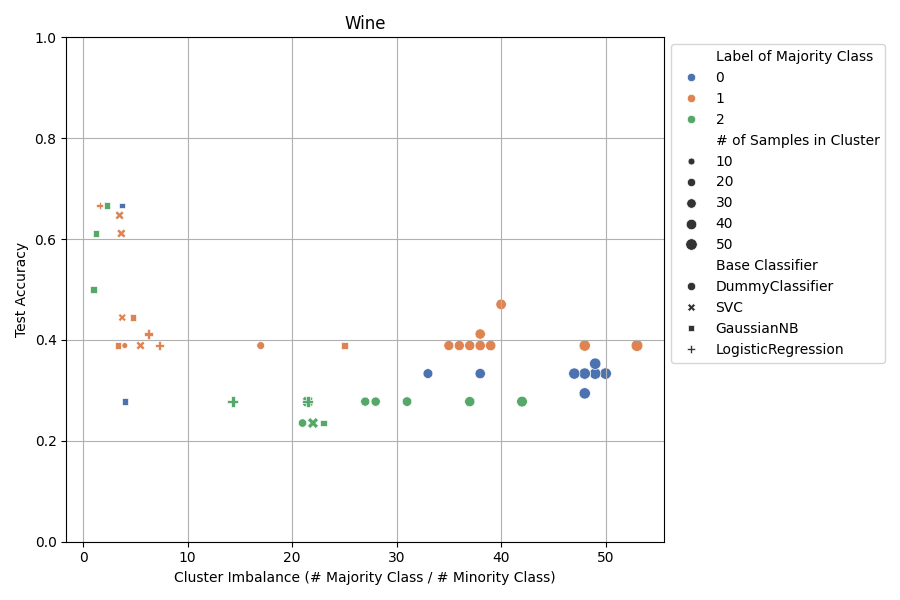 Wine
1.0
0.8
0.6
0.4
0.2
0.0
Test Accuracy
0 10 20 30 40 50
Cluster Imbalance (# Majority Class / # Minority Class)
Label of Majority Class
0
1
2
# of Samples in Cluster
10
20
30
40
50
Base Classifier
DummyClassifier
SVC
GaussianNB
LogisticRegression